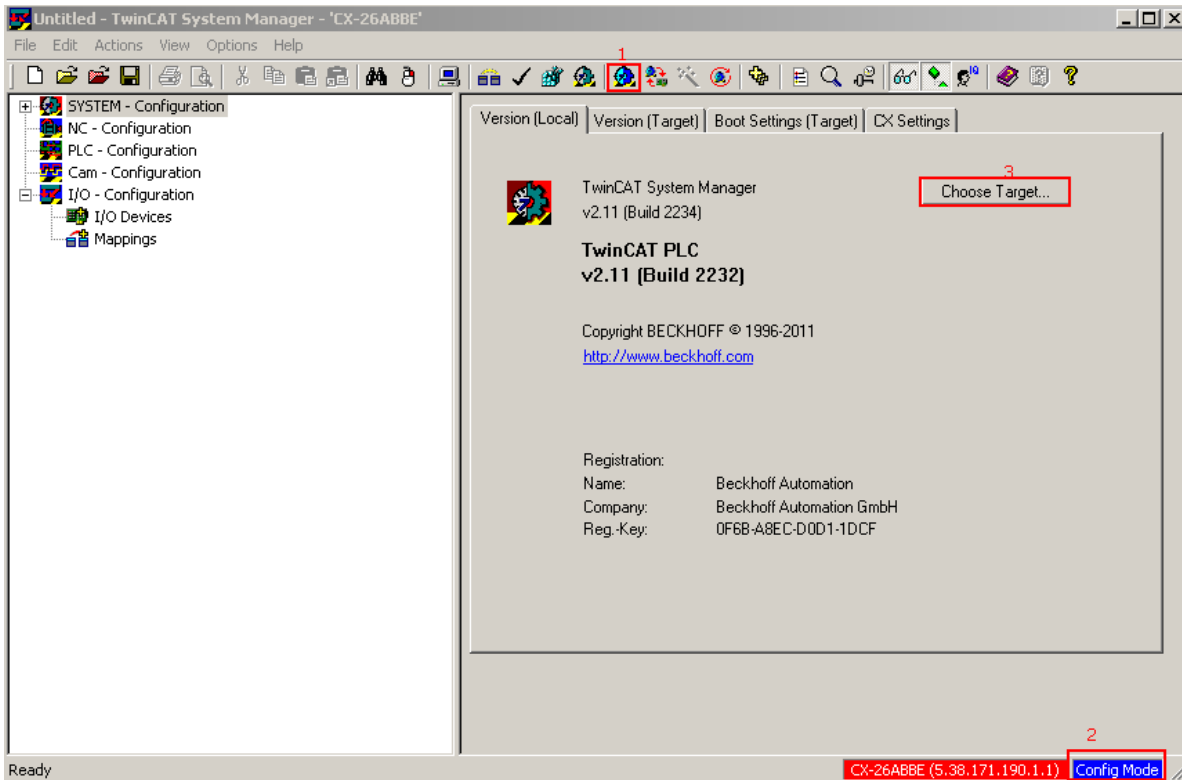 Untitled - TwinCAT System Manager - 'CX-26ABBE'
File Edit Actions View Options Help
1
SYSTEM - Configuration
NC - Configuration
PLC - Configuration
Cam - Configuration
I/O - Configuration
I/O Devices
Mappings
Version (Local) Version (Target) Boot Settings (Target) CX Settings
3
TwinCAT System Manager
Choose Target...
v2.11 (Build 2234)
TwinCAT PLC
v2.11 (Build 2232)
Copyright BECKHOFF © 1996-2011
http://www.beckhoff.com
Registration:
Name: Beckhoff Automation
Company: Beckhoff Automation GmbH
Reg.-Key: 0F6B-A8EC-D0D1-1DCF
2
Ready
CX-26ABBE (5.38.171.190.1.1) Config Mode